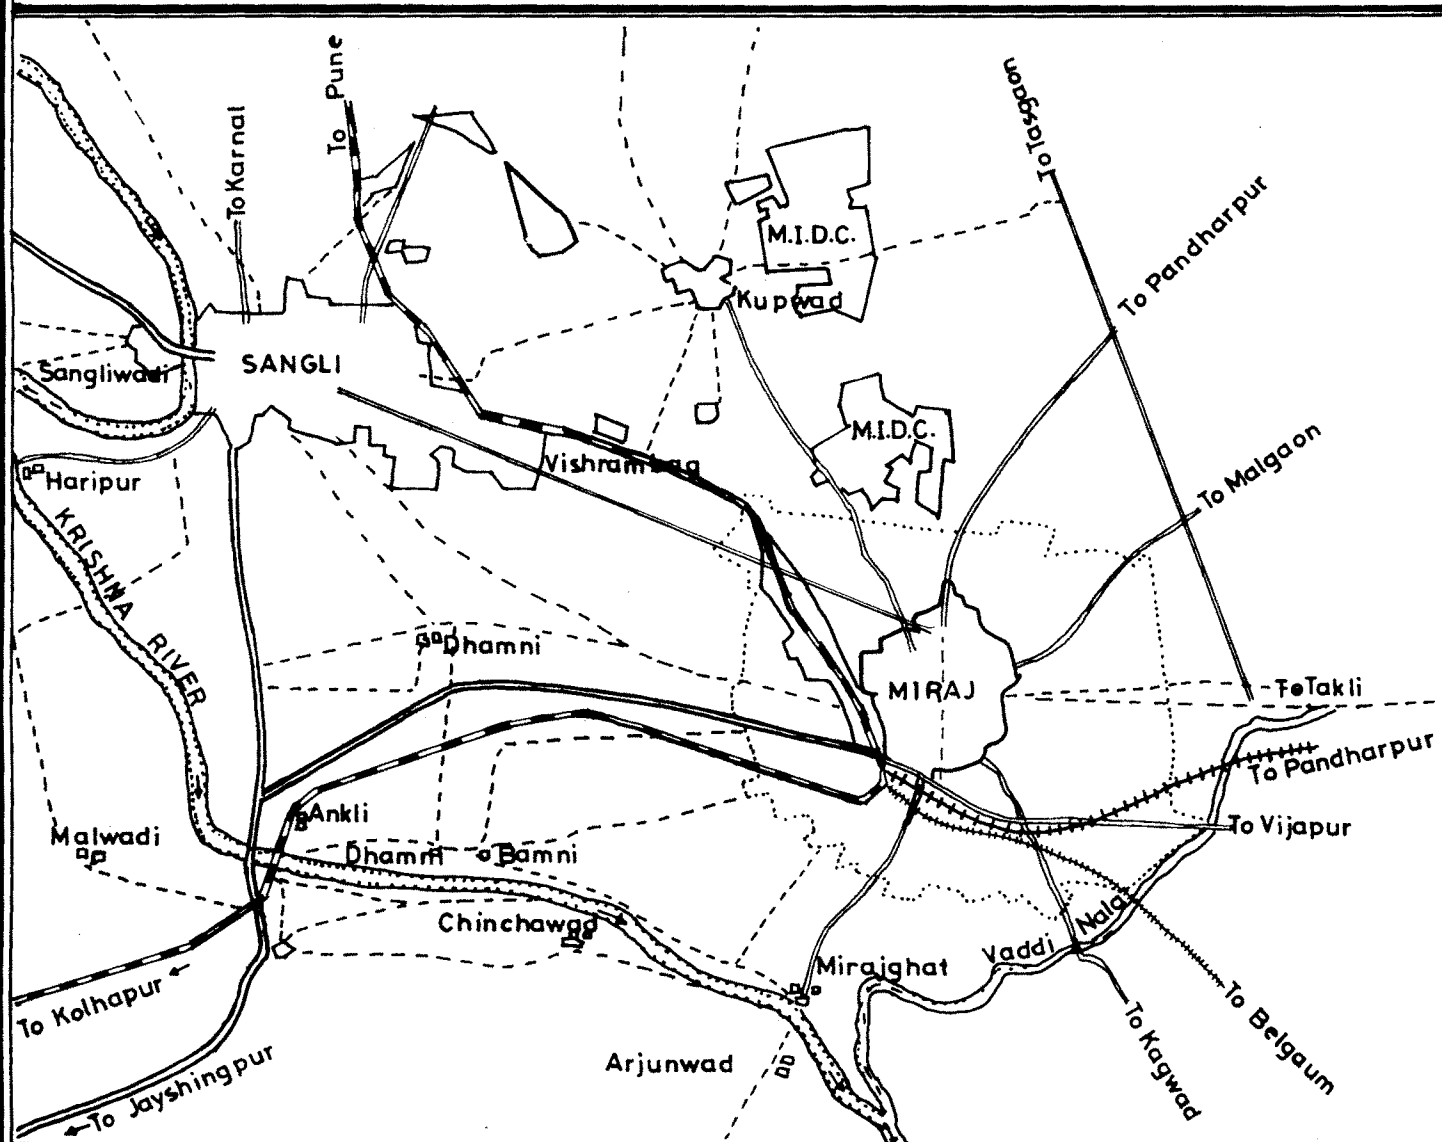 To Pune
To Karnal
To Tasgaon
To Pandharpur
M.I.D.C.
Kupwad
SANGLI
Sangliwadi
M.I.D.C.
To Malgaon
Vishrambag
Haripur
KRISHNA RIVER
Dhamni
MIRAJ
To Takli
To Pandharpur
Ankli
To Vijapur
Malwadi
Dhamni
Bamni
Chinchawad
Vaddi Nala
Mirajghat
To Kolhapur
To Belgaum
To Kagwad
Arjunwad
To Jayshingpur